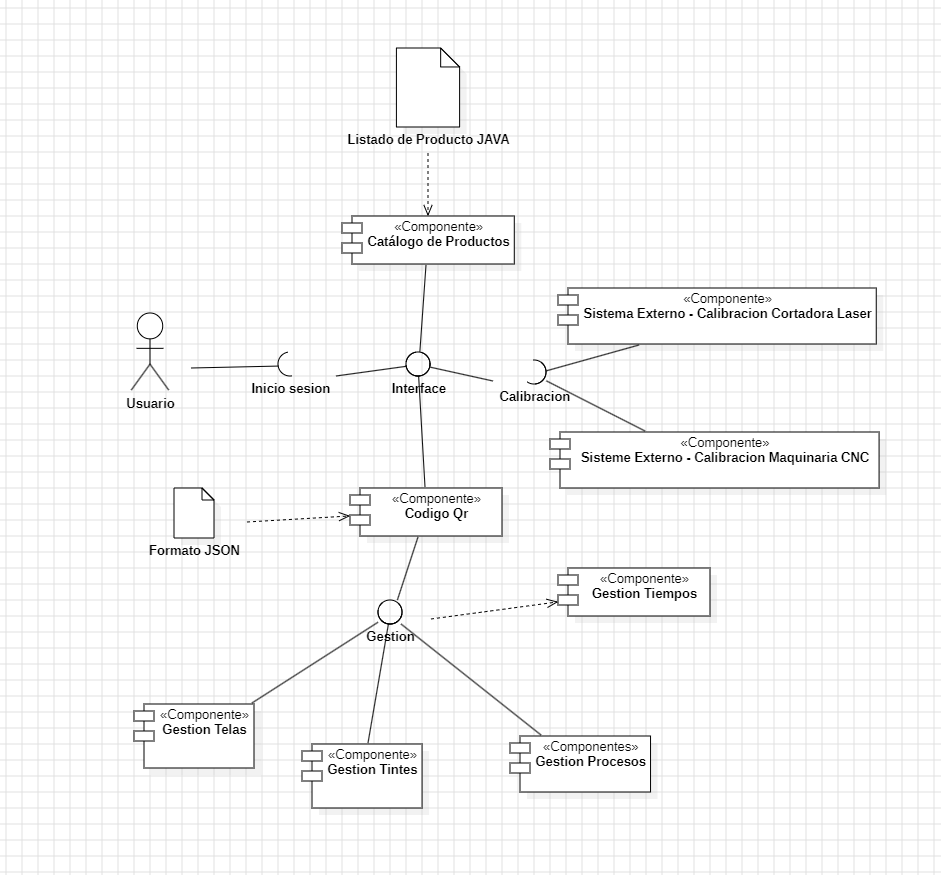 Listado de Producto JAVA
«Componente»
Catálogo de Productos
«Componente»
Sistema Externo - Calibracion Cortadora Laser
Usuario
Inicio sesion
Interface
Calibracion
«Componente»
Sisteme Externo - Calibracion Maquinaria CNC
«Componente»
Codigo Qr
Formato JSON
«Componente»
Gestion Tiempos
Gestion
«Componente»
Gestion Telas
«Componente»
Gestion Tintes
«Componentes»
Gestion Procesos